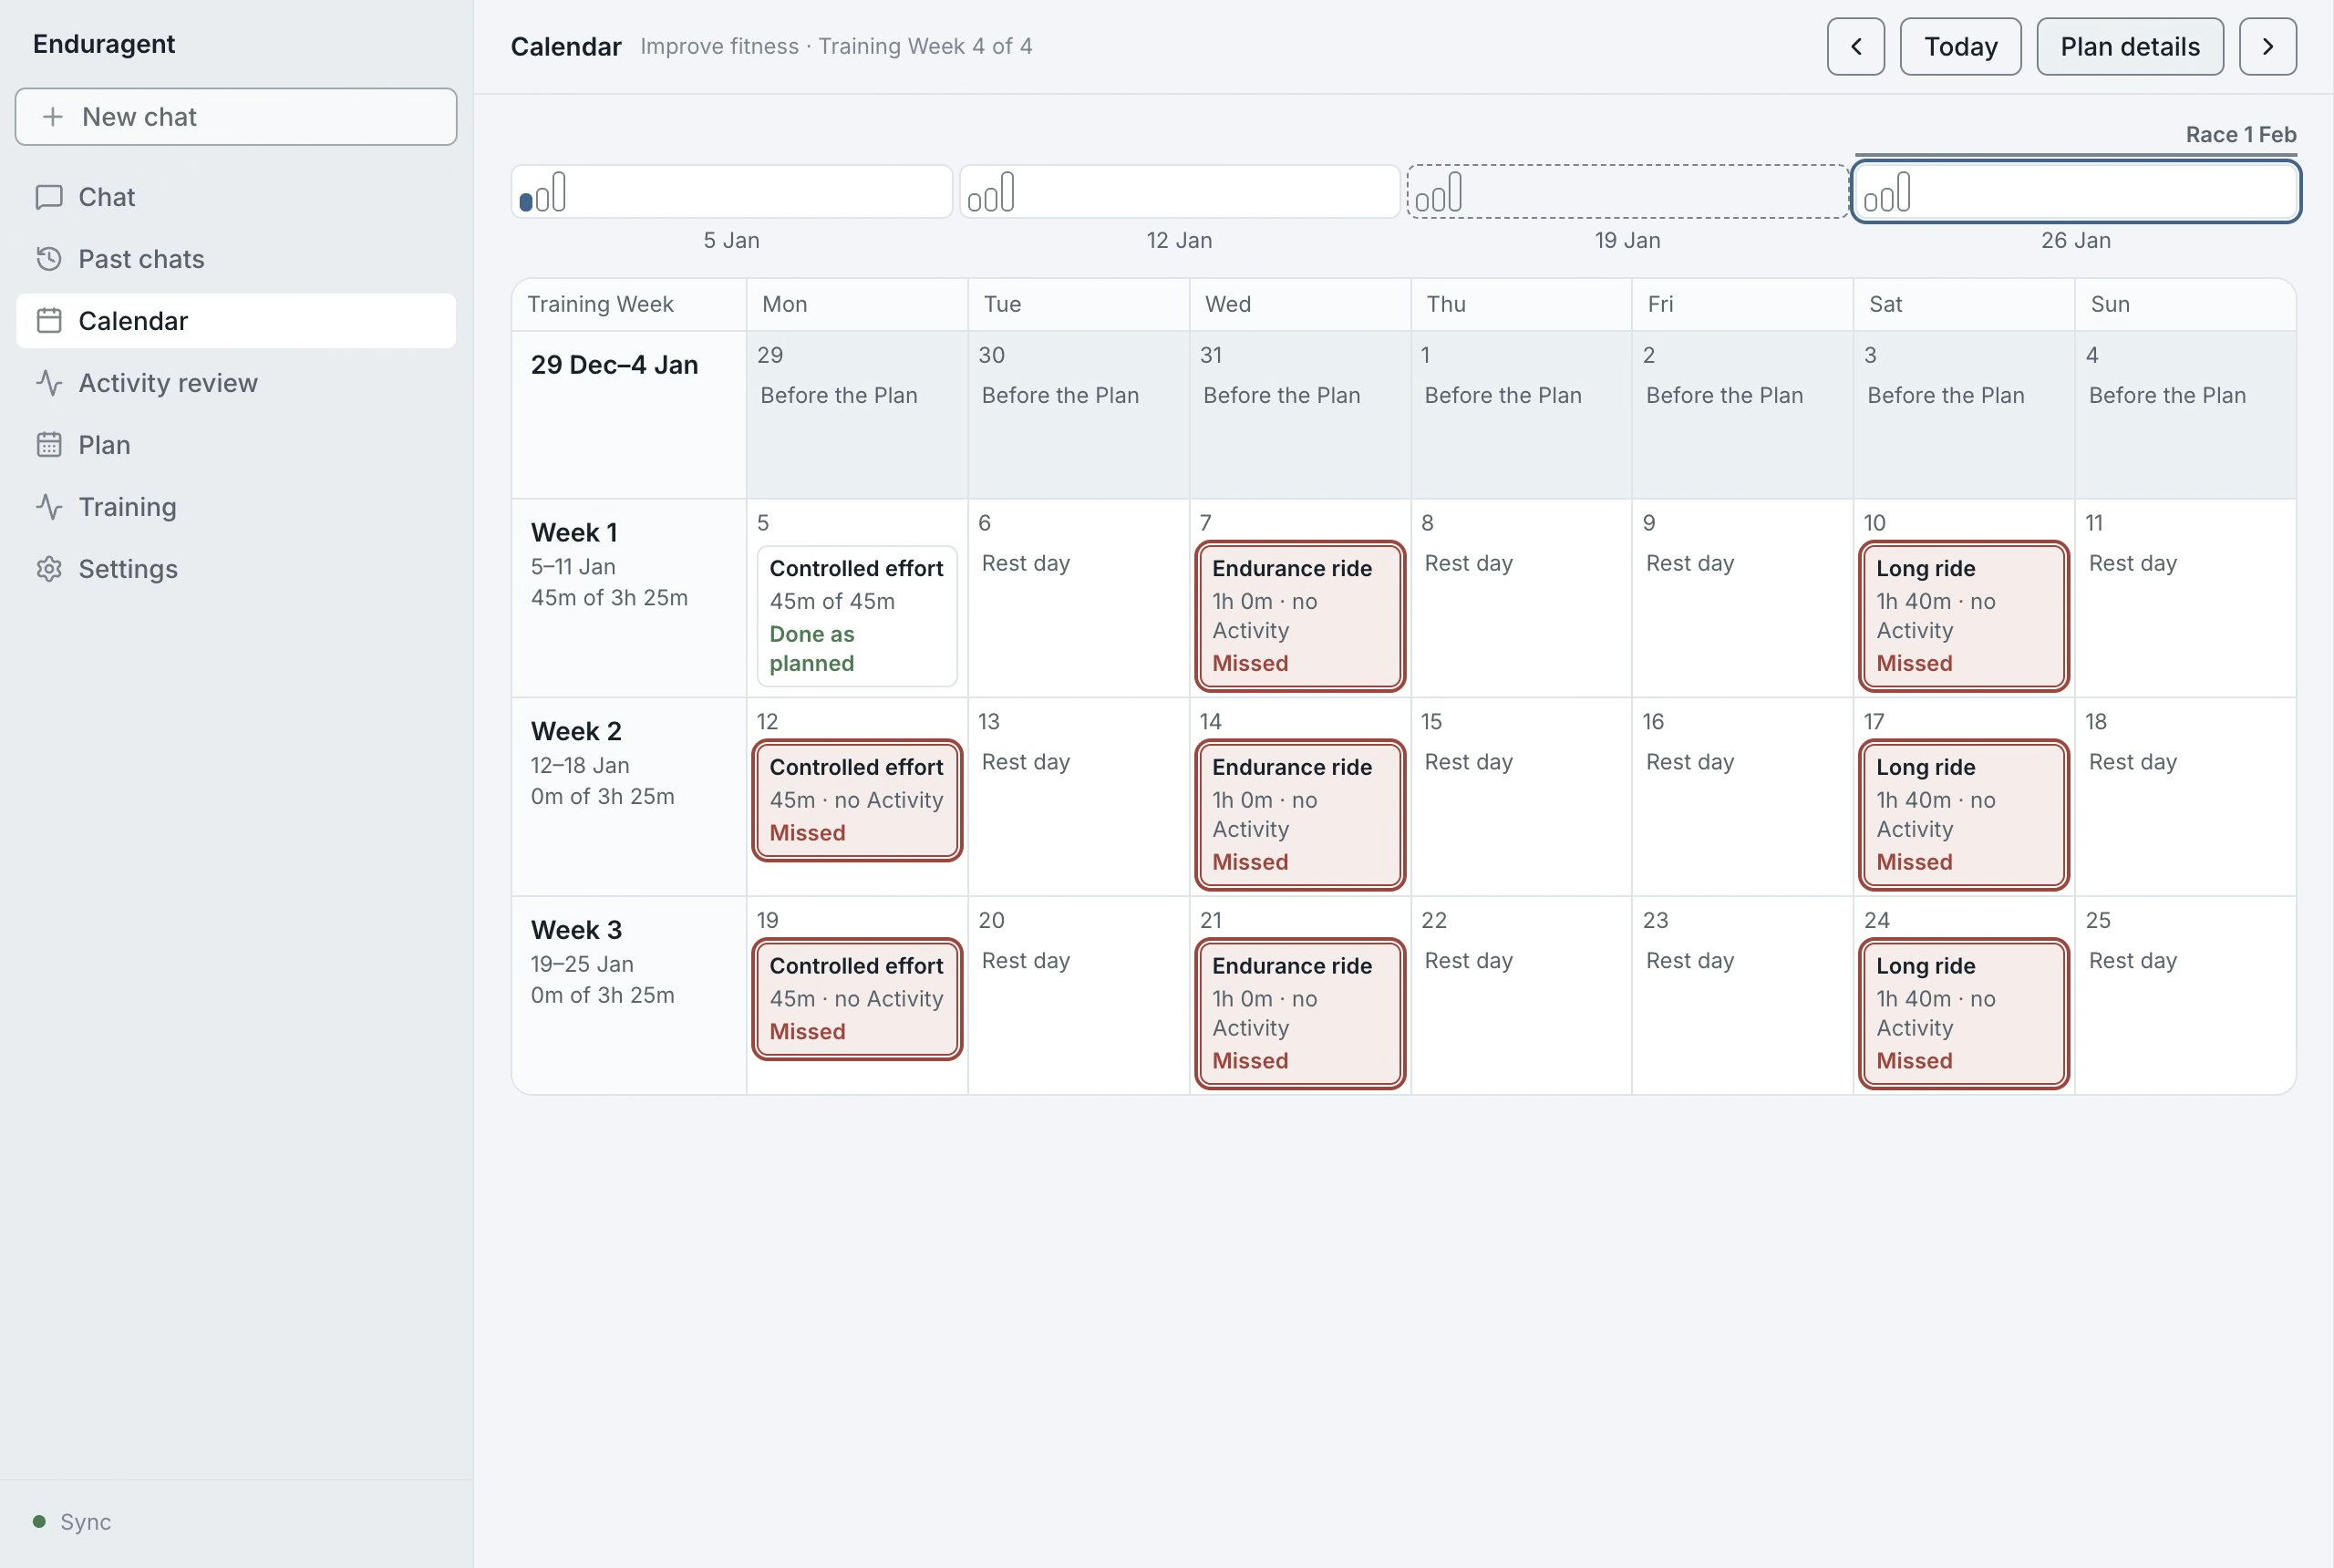 Enduragent
New chat
Chat
Past chats
Calendar
Activity review
Plan
Training
Settings
Sync
Calendar Improve fitness · Training Week 4 of 4
Today
Plan details
Race 1 Feb
5 Jan 12 Jan 19 Jan 26 Jan
Training Week Mon Tue Wed Thu Fri Sat Sun
29 Dec–4 Jan
29 30 31 1 2 3 4
Before the Plan Before the Plan Before the Plan Before the Plan Before the Plan Before the Plan Before the Plan
Week 1
5–11 Jan
45m of 3h 25m
5
Controlled effort
45m of 45m
Done as
planned
6
Rest day
7
Endurance ride
1h 0m · no
Activity
Missed
8
Rest day
9
Rest day
10
Long ride
1h 40m · no
Activity
Missed
11
Rest day
Week 2
12–18 Jan
0m of 3h 25m
12
Controlled effort
45m · no Activity
Missed
13
Rest day
14
Endurance ride
1h 0m · no
Activity
Missed
15
Rest day
16
Rest day
17
Long ride
1h 40m · no
Activity
Missed
18
Rest day
Week 3
19–25 Jan
0m of 3h 25m
19
Controlled effort
45m · no Activity
Missed
20
Rest day
21
Endurance ride
1h 0m · no
Activity
Missed
22
Rest day
23
Rest day
24
Long ride
1h 40m · no
Activity
Missed
25
Rest day